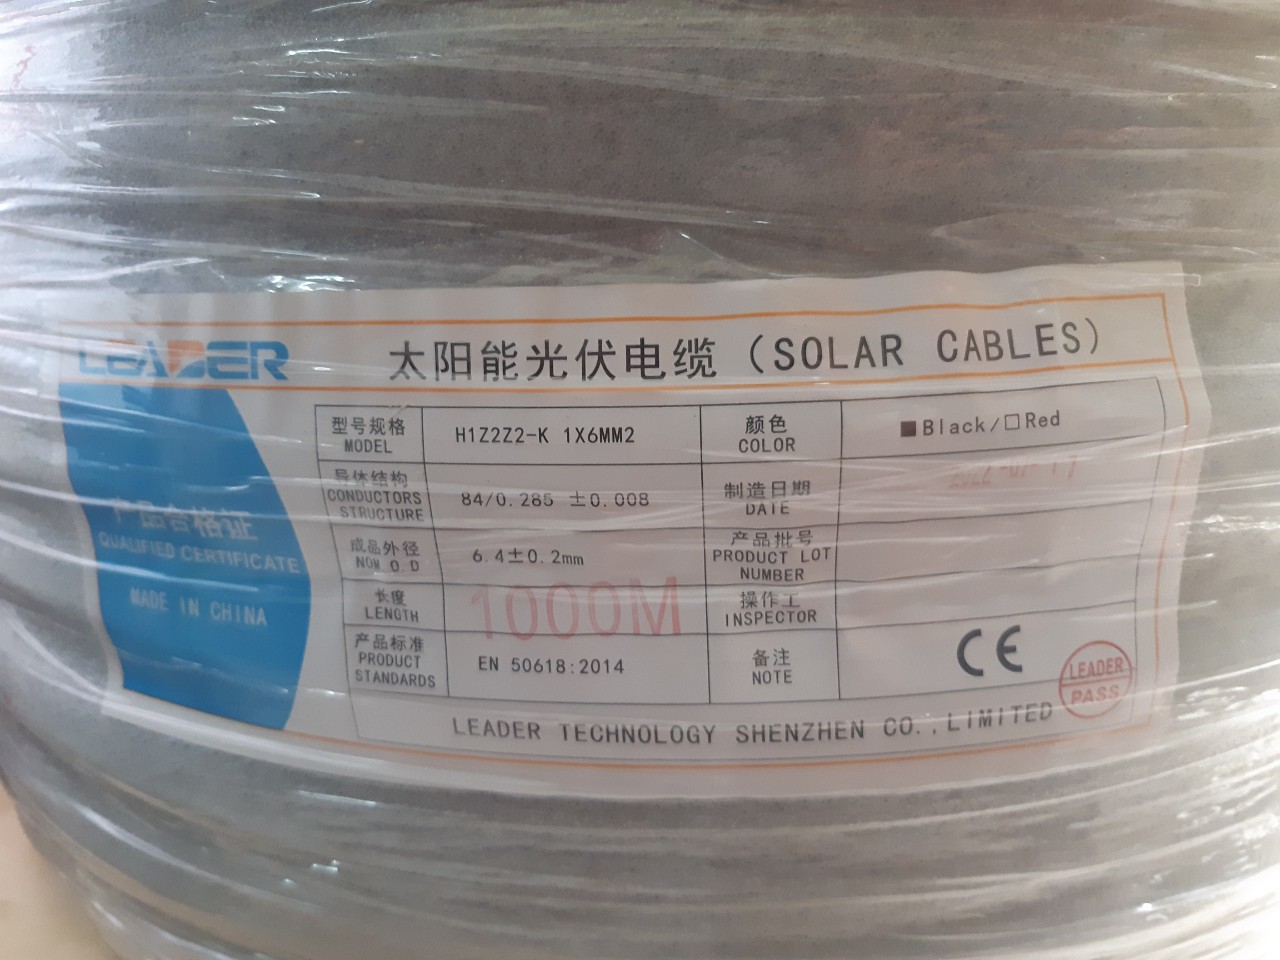 LEADER
太阳能光伏电缆（SOLAR CABLES）
产品合格证
QUALIFIED CERTIFICATE
MADE IN CHINA
型号规格
MODEL
H1Z2Z2-K 1X6MM2
颜色
COLOR
■Black/□Red
导体结构
CONDUCTORS
STRUCTURE
84/0.285 ±0.008
制造日期
DATE
2022-07-17
成品外径
NOM O.D
6.4±0.2mm
产品批号
PRODUCT LOT
NUMBER
长度
LENGTH
1000M
操作工
INSPECTOR
产品标准
PRODUCT
STANDARDS
EN 50618:2014
备注
NOTE
CE
LEADER
PASS
LEADER TECHNOLOGY SHENZHEN CO.,LIMITED